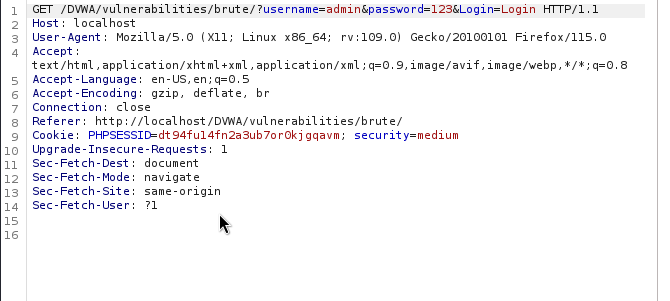 1 GET /DVWA/vulnerabilities/brute/?username=admin&password=123&Login=Login HTTP/1.1
2 Host: localhost
3 User-Agent: Mozilla/5.0 (X11; Linux x86_64; rv:109.0) Gecko/20100101 Firefox/115.0
4 Accept:
text/html,application/xhtml+xml,application/xml;q=0.9,image/avif,image/webp,*/*;q=0.8
5 Accept-Language: en-US,en;q=0.5
6 Accept-Encoding: gzip, deflate, br
7 Connection: close
8 Referer: http://localhost/DVWA/vulnerabilities/brute/
9 Cookie: PHPSESSID=dt94fu14fn2a3ub7or0kjgqavm; security=medium
10 Upgrade-Insecure-Requests: 1
11 Sec-Fetch-Dest: document
12 Sec-Fetch-Mode: navigate
13 Sec-Fetch-Site: same-origin
14 Sec-Fetch-User: ?1
15
16